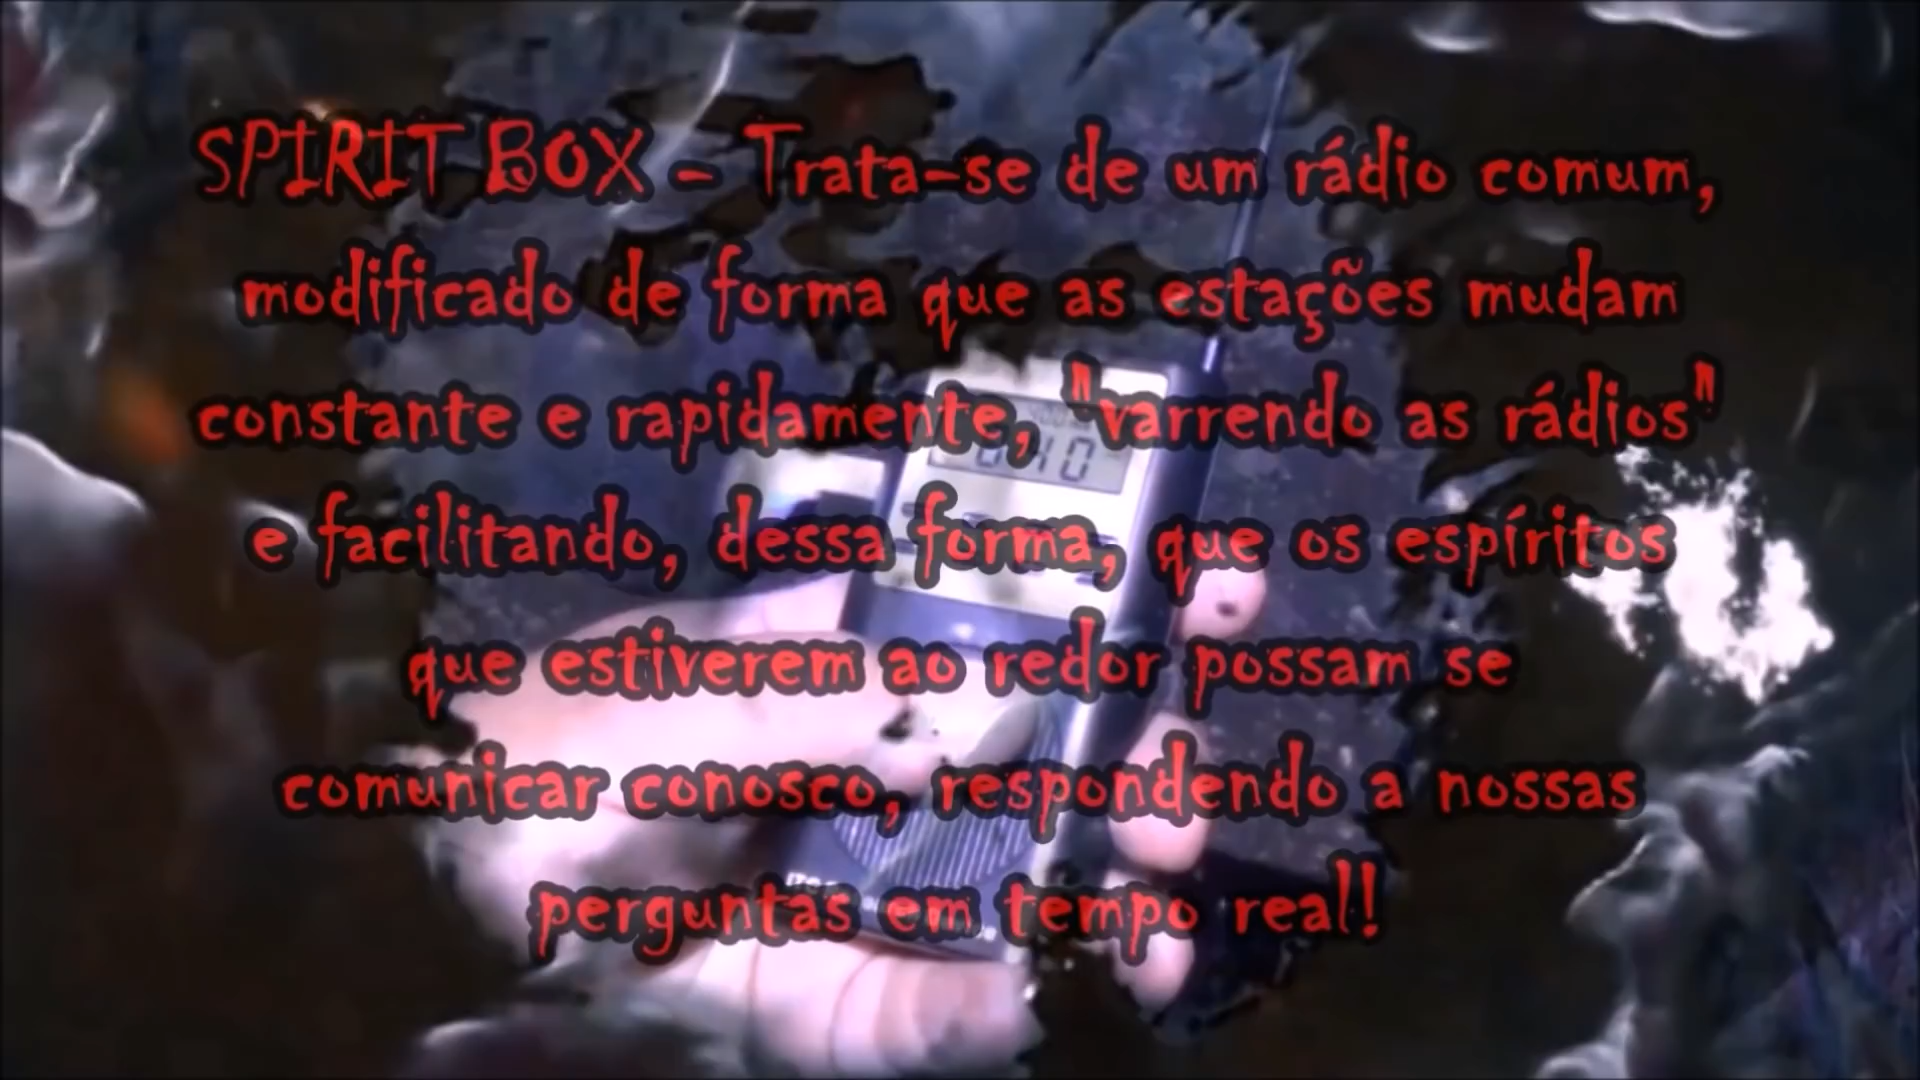 SPIRIT BOX - Trata-se de um rádio comum,
modificado de forma que as estações mudam
constante e rapidamente, "varrendo as rádios"
e facilitando, dessa forma, que os espíritos
que estiverem ao redor possam se
comunicar conosco, respondendo a nossas
perguntas em tempo real!